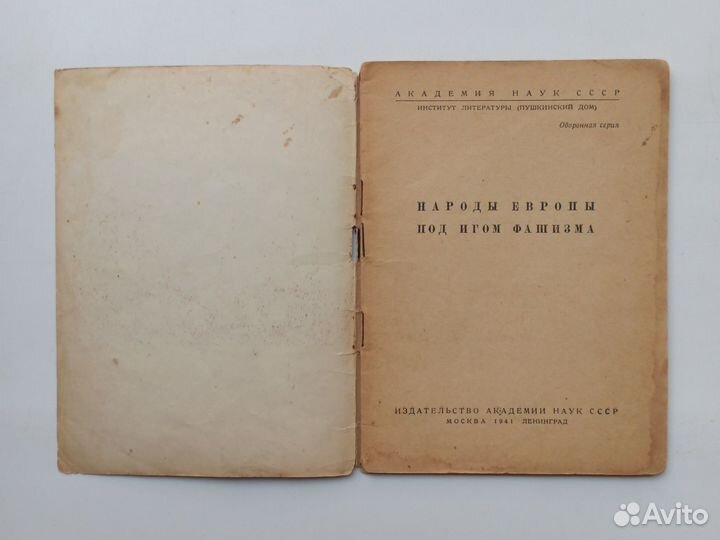 АКАДЕМИЯ НАУК СССР
ИНСТИТУТ ЛИТЕРАТУРЫ (ПУШКИНСКИЙ ДОМ)
Оборонная серия
НАРОДЫ ЕВРОПЫ
ПОД ИГОМ ФАШИЗМА
ИЗДАТЕЛЬСТВО АКАДЕМИИ НАУК СССР
МОСКВА 1941 ЛЕНИНГРАД
Avito